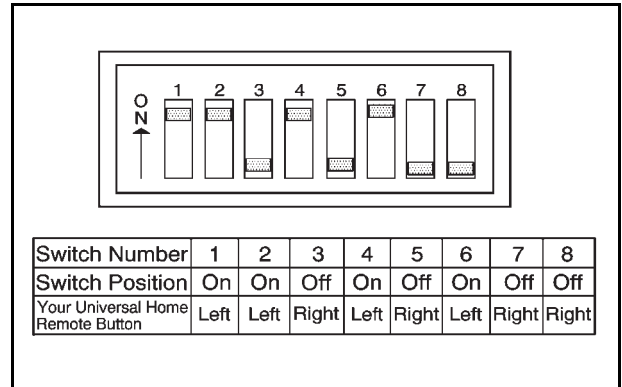 ON
1 2 3 4 5 6 7 8
Switch Number 1 2 3 4 5 6 7 8
Switch Position On On Off On Off On Off Off
Your Universal Home
Remote Button Left Left Right Left Right Left Right Right